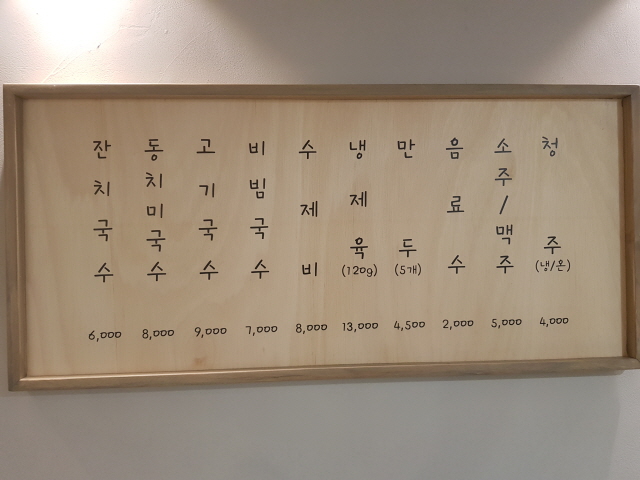 잔치국수 6,000
동치미국수 8,000
고기국수 9,000
비빔국수 7,000
수제비 8,000
냉제육 (120g) 13,000
만두 (5개) 4,500
음료수 2,000
소주/맥주 5,000
청주 (냉/온) 4,000